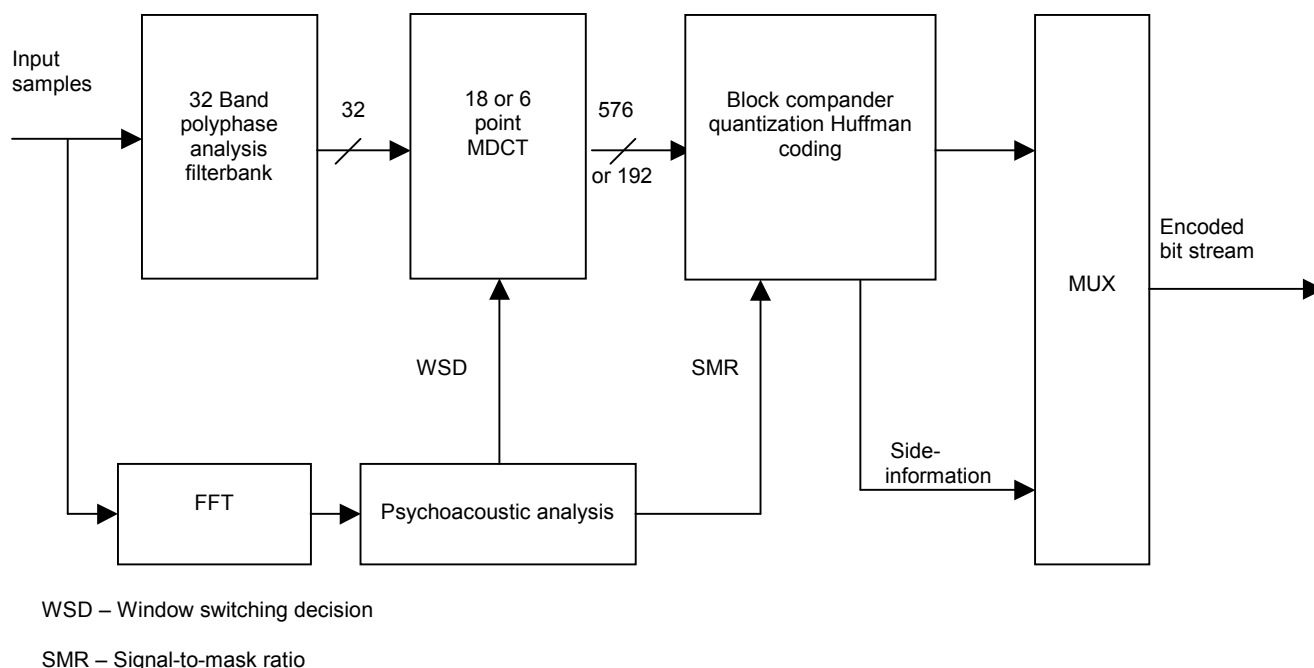 Input
samples
32 Band
polyphase
analysis
filterbank
32
18 or 6
point
MDCT
576
or 192
Block compander
quantization Huffman
coding
MUX
Encoded
bit stream
WSD
SMR
Side-
information
FFT
Psychoacoustic analysis
WSD – Window switching decision
SMR – Signal-to-mask ratio